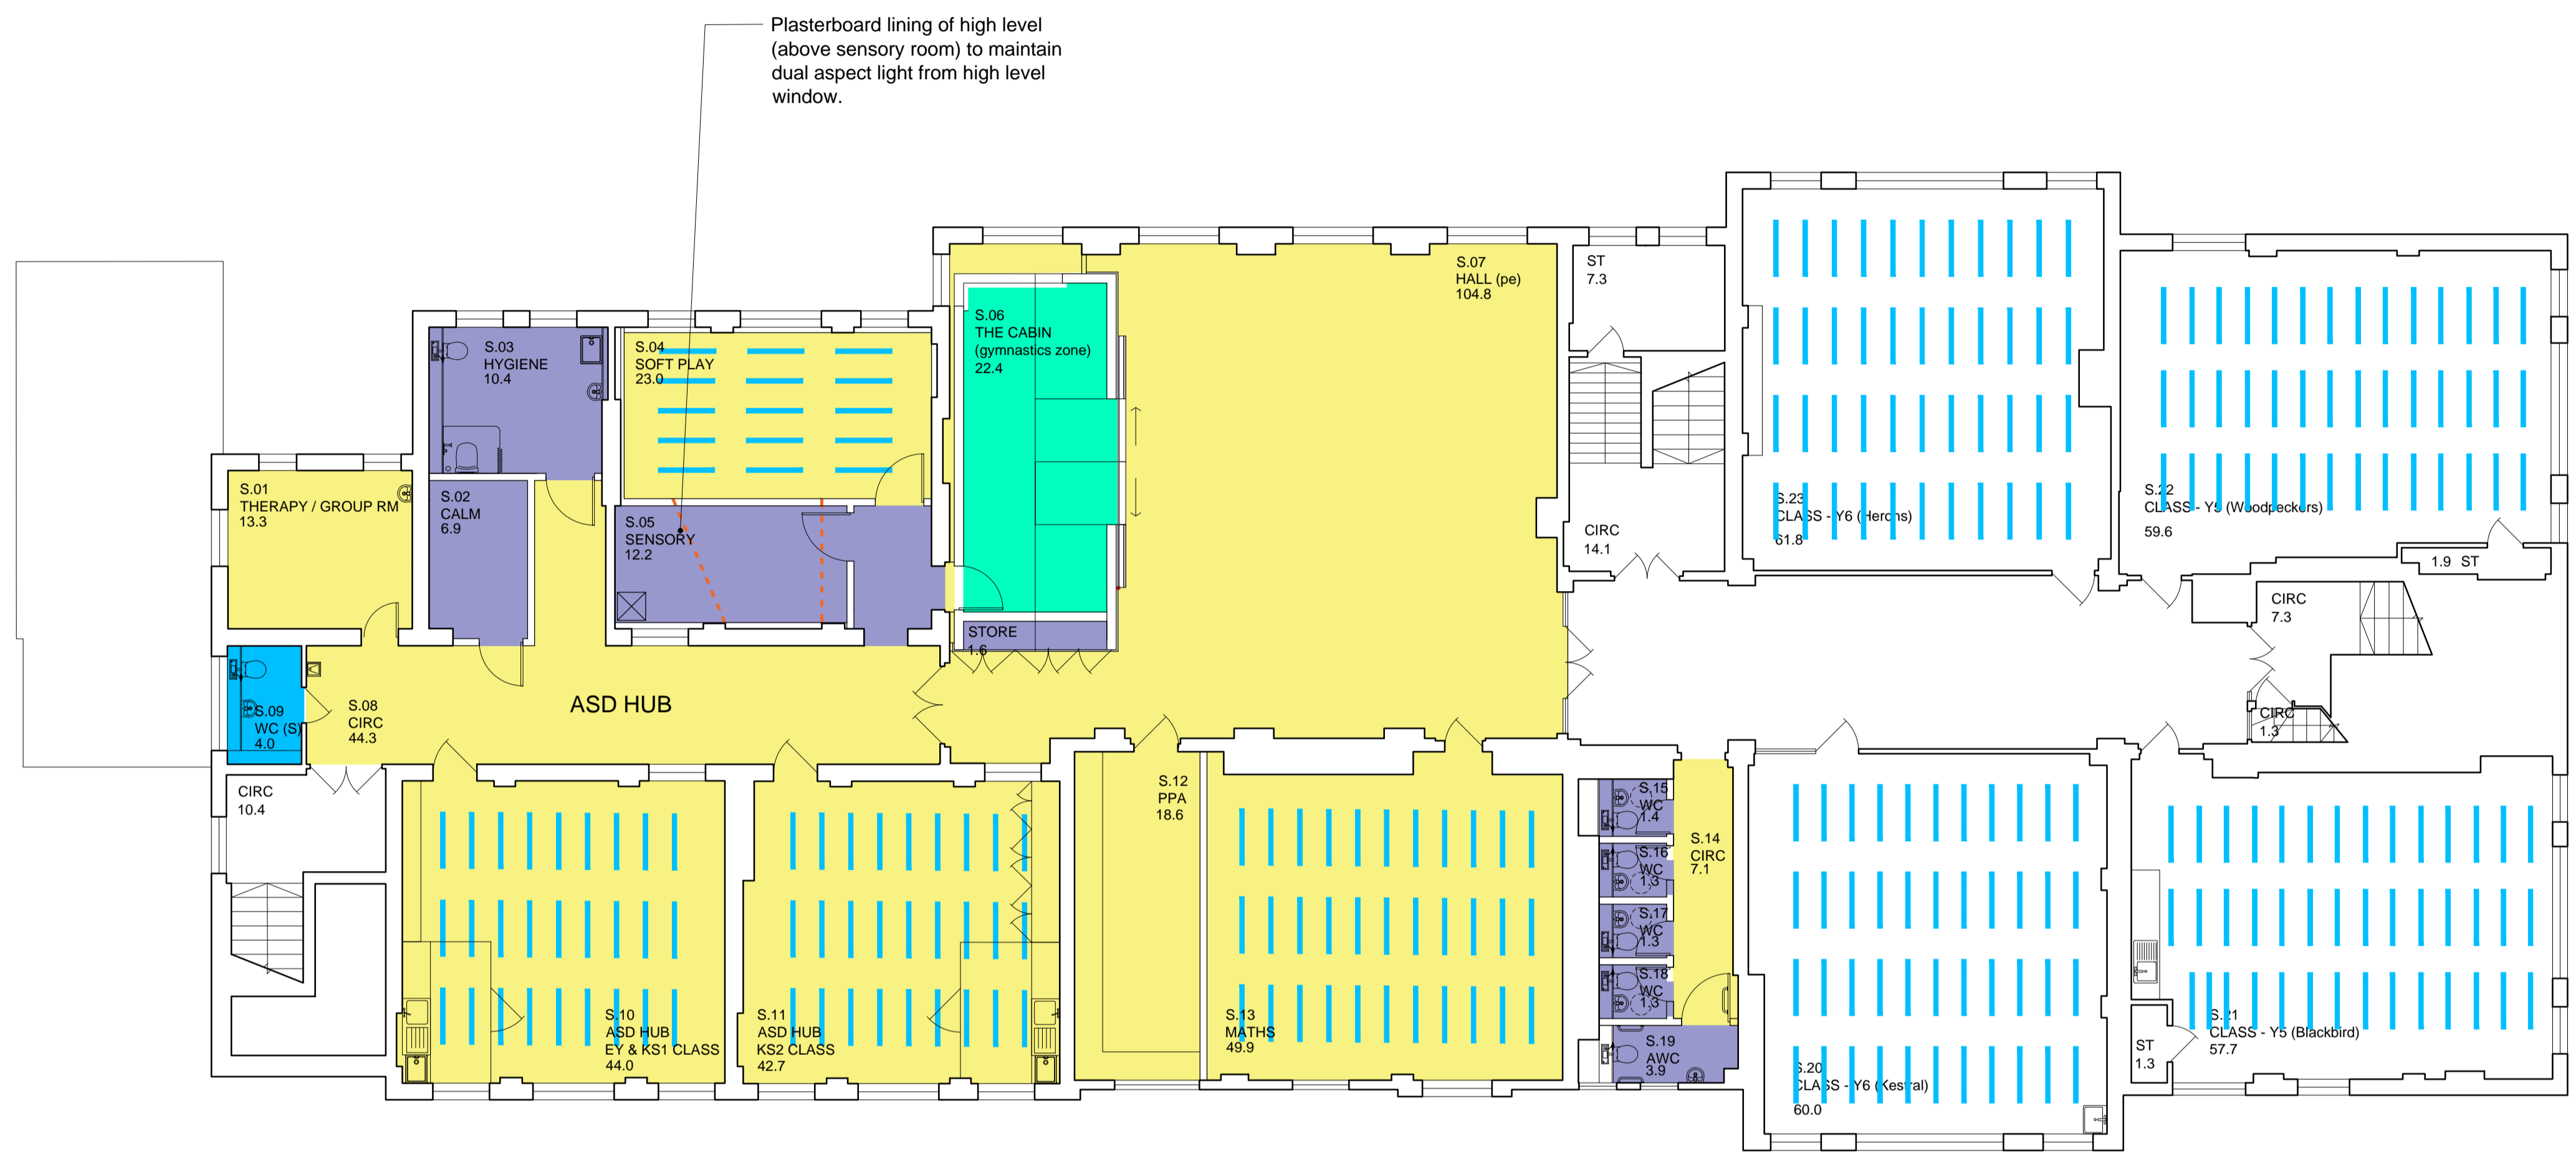 Plasterboard lining of high level
(above sensory room) to maintain
dual aspect light from high level
window.
S.01
THERAPY / GROUP RM
13.3
S.02
CALM
6.9
S.03
HYGIENE
10.4
S.04
SOFT PLAY
23.0
S.05
SENSORY
12.2
S.06
THE CABIN
(gymnastics zone)
22.4
STORE
1.6
S.07
HALL (pe)
104.8
ST
7.3
CIRC
14.1
S.23
CLASS - Y6 (Herons)
61.8
S.22
CLASS - Y5 (Woodpeckers)
59.6
1.9 ST
CIRC
7.3
CIRC
1.3
S.09
WC (S)
4.0
S.08
CIRC
44.3
ASD HUB
CIRC
10.4
S.10
ASD HUB
EY & KS1 CLASS
44.0
S.11
ASD HUB
KS2 CLASS
42.7
S.12
PPA
18.6
S.13
MATHS
49.9
S.15
WC
1.4
S.16
WC
1.3
S.17
WC
1.3
S.18
WC
1.3
S.14
CIRC
7.1
S.19
AWC
3.9
S.20
CLASS - Y6 (Kestral)
60.0
S.21
CLASS - Y5 (Blackbird)
57.7
ST
1.3